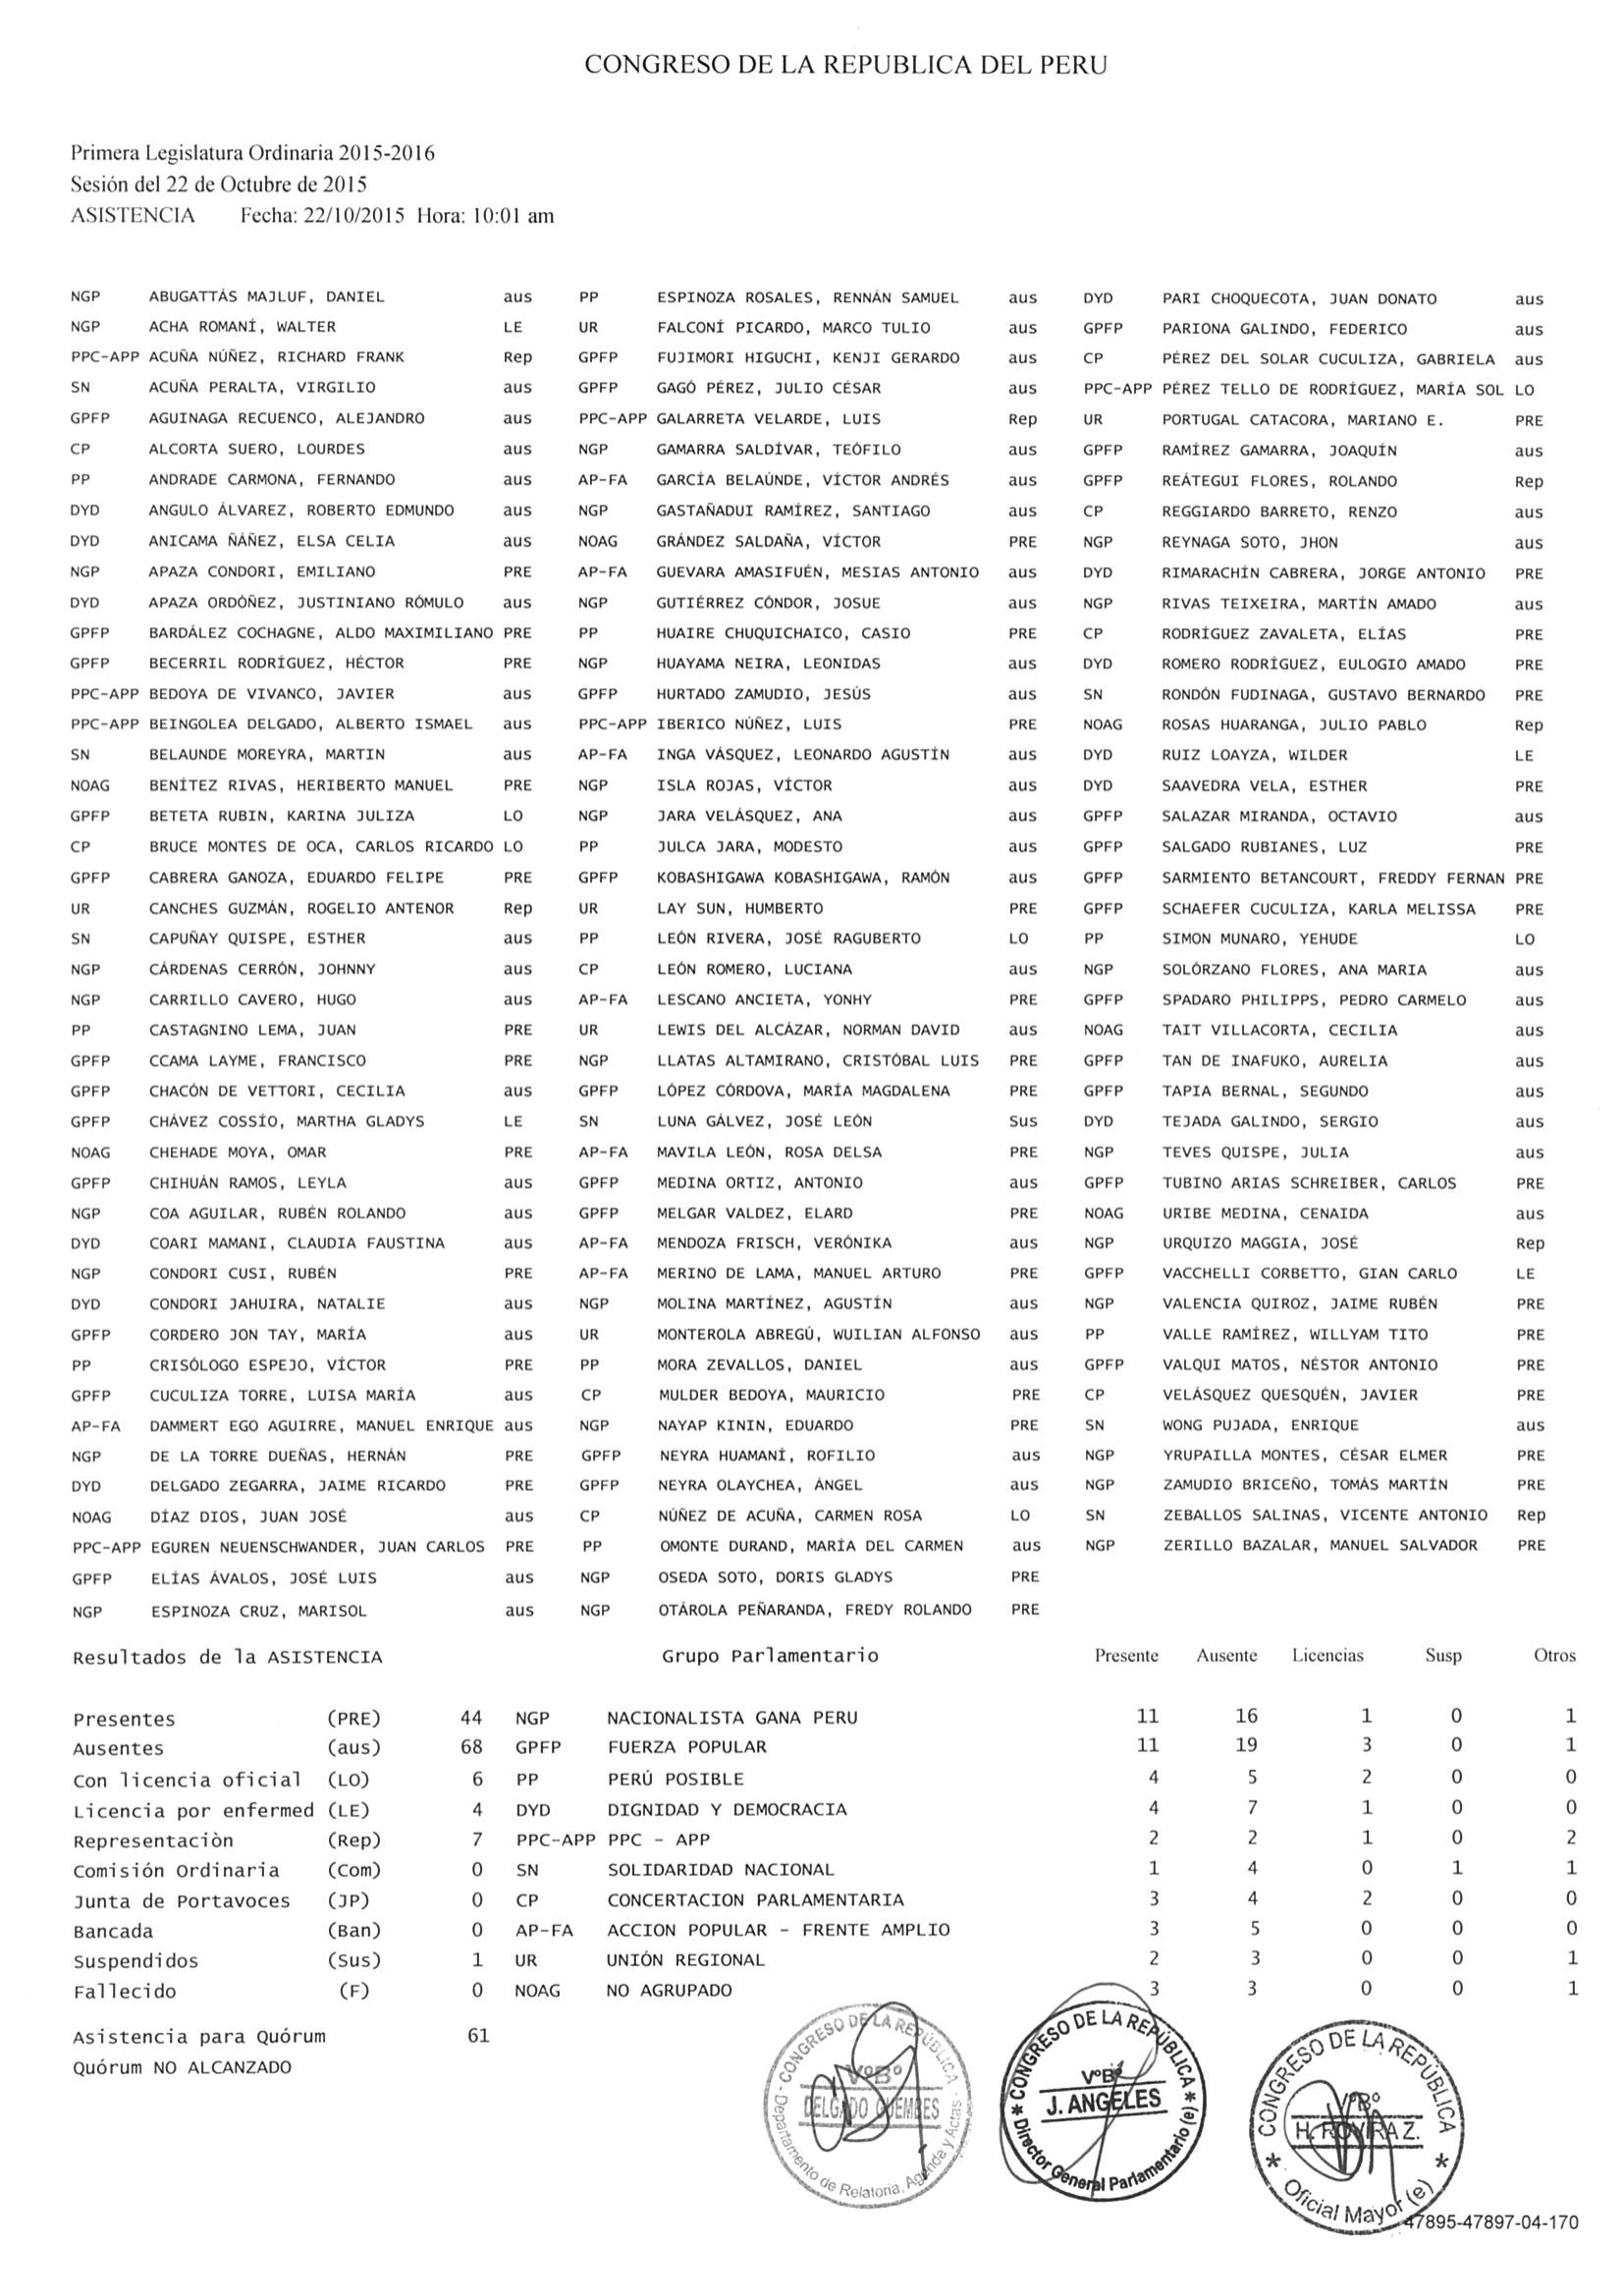 CONGRESO DE LA REPUBLICA DEL PERU
Primera Legislatura Ordinaria 2015-2016
Sesión del 22 de Octubre de 2015
ASISTENCIA Fecha: 22/10/2015 Hora: 10:01 am
NGP ABUGATTÁS MAJLUF, DANIEL aus PP ESPINOZA ROSALES, RENNÁN SAMUEL aus DYD PARI CHOQUECOTA, JUAN DONATO aus
NGP ACHA ROMANÍ, WALTER LE UR FALCONÍ PICARDO, MARCO TULIO aus GPFP PARIONA GALINDO, FEDERICO aus
PPC-APP ACUÑA NÚÑEZ, RICHARD FRANK Rep GPFP FUJIMORI HIGUCHI, KENJI GERARDO aus CP PÉREZ DEL SOLAR CUCULIZA, GABRIELA aus
SN ACUÑA PERALTA, VIRGILIO aus GPFP GAGÓ PÉREZ, JULIO CÉSAR aus PPC-APP PÉREZ TELLO DE RODRÍGUEZ, MARÍA SOL LO
GPFP AGUINAGA RECUENCO, ALEJANDRO aus PPC-APP GALARRETA VELARDE, LUIS Rep UR PORTUGAL CATACORA, MARIANO E. PRE
CP ALCORTA SUERO, LOURDES aus NGP GAMARRA SALDÍVAR, TEÓFILO aus GPFP RAMÍREZ GAMARRA, JOAQUÍN aus
PP ANDRADE CARMONA, FERNANDO aus AP-FA GARCÍA BELAÚNDE, VÍCTOR ANDRÉS aus GPFP REÁTEGUI FLORES, ROLANDO Rep
DYD ANGULO ÁLVAREZ, ROBERTO EDMUNDO aus NGP GASTAÑADUI RAMÍREZ, SANTIAGO aus CP REGGIARDO BARRETO, RENZO aus
DYD ANICAMA ÑÁÑEZ, ELSA CELIA aus NOAG GRÁNDEZ SALDAÑA, VÍCTOR PRE NGP REYNAGA SOTO, JHON aus
NGP APAZA CONDORI, EMILIANO PRE AP-FA GUEVARA AMASIFUÉN, MESIAS ANTONIO aus DYD RIMARACHÍN CABRERA, JORGE ANTONIO PRE
DYD APAZA ORDÓÑEZ, JUSTINIANO RÓMULO aus NGP GUTIÉRREZ CÓNDOR, JOSUE aus NGP RIVAS TEIXEIRA, MARTÍN AMADO aus
GPFP BARDÁLEZ COCHAGNE, ALDO MAXIMILIANO PRE PP HUAIRE CHUQUICHAICO, CASIO PRE CP RODRÍGUEZ ZAVALETA, ELÍAS PRE
GPFP BECERRIL RODRÍGUEZ, HÉCTOR PRE NGP HUAYAMA NEIRA, LEONIDAS aus DYD ROMERO RODRÍGUEZ, EULOGIO AMADO PRE
PPC-APP BEDOYA DE VIVANCO, JAVIER aus GPFP HURTADO ZAMUDIO, JESÚS aus SN RONDÓN FUDINAGA, GUSTAVO BERNARDO PRE
PPC-APP BEINGOLEA DELGADO, ALBERTO ISMAEL aus PPC-APP IBERICO NÚÑEZ, LUIS PRE NOAG ROSAS HUARANGA, JULIO PABLO Rep
SN BELAUNDE MOREYRA, MARTIN aus AP-FA INGA VÁSQUEZ, LEONARDO AGUSTÍN aus DYD RUIZ LOAYZA, WILDER LE
NOAG BENÍTEZ RIVAS, HERIBERTO MANUEL PRE NGP ISLA ROJAS, VÍCTOR aus DYD SAAVEDRA VELA, ESTHER PRE
GPFP BETETA RUBIN, KARINA JULIZA LO NGP JARA VELÁSQUEZ, ANA aus GPFP SALAZAR MIRANDA, OCTAVIO aus
CP BRUCE MONTES DE OCA, CARLOS RICARDO LO PP JULCA JARA, MODESTO aus GPFP SALGADO RUBIANES, LUZ PRE
GPFP CABRERA GANOZA, EDUARDO FELIPE PRE GPFP KOBASHIGAWA KOBASHIGAWA, RAMÓN aus GPFP SARMIENTO BETANCOURT, FREDDY FERNAN PRE
UR CANCHES GUZMÁN, ROGELIO ANTENOR Rep UR LAY SUN, HUMBERTO PRE GPFP SCHAEFER CUCULIZA, KARLA MELISSA PRE
SN CAPUÑAY QUISPE, ESTHER aus PP LEÓN RIVERA, JOSÉ RAGUBERTO LO PP SIMON MUNARO, YEHUDE LO
NGP CÁRDENAS CERRÓN, JOHNNY aus CP LEÓN ROMERO, LUCIANA aus NGP SOLÓRZANO FLORES, ANA MARIA aus
NGP CARRILLO CAVERO, HUGO aus AP-FA LESCANO ANCIETA, YONHY PRE GPFP SPADARO PHILIPPS, PEDRO CARMELO aus
PP CASTAGNINO LEMA, JUAN PRE UR LEWIS DEL ALCÁZAR, NORMAN DAVID aus NOAG TAIT VILLACORTA, CECILIA aus
GPFP CCAMA LAYME, FRANCISCO PRE NGP LLATAS ALTAMIRANO, CRISTÓBAL LUIS PRE GPFP TAN DE INAFUKO, AURELIA aus
GPFP CHACÓN DE VETTORI, CECILIA aus GPFP LÓPEZ CÓRDOVA, MARÍA MAGDALENA PRE GPFP TAPIA BERNAL, SEGUNDO aus
GPFP CHÁVEZ COSSÍO, MARTHA GLADYS LE SN LUNA GÁLVEZ, JOSÉ LEÓN Sus DYD TEJADA GALINDO, SERGIO aus
NOAG CHEHADE MOYA, OMAR PRE AP-FA MAVILA LEÓN, ROSA DELSA PRE NGP TEVES QUISPE, JULIA aus
GPFP CHIHUÁN RAMOS, LEYLA aus GPFP MEDINA ORTIZ, ANTONIO aus GPFP TUBINO ARIAS SCHREIBER, CARLOS PRE
NGP COA AGUILAR, RUBÉN ROLANDO aus GPFP MELGAR VALDEZ, ELARD PRE NOAG URIBE MEDINA, CENAIDA aus
DYD COARI MAMANI, CLAUDIA FAUSTINA aus AP-FA MENDOZA FRISCH, VERÓNIKA aus NGP URQUIZO MAGGIA, JOSÉ Rep
NGP CONDORI CUSI, RUBÉN PRE AP-FA MERINO DE LAMA, MANUEL ARTURO PRE GPFP VACCHELLI CORBETTO, GIAN CARLO LE
DYD CONDORI JAHUIRA, NATALIE aus NGP MOLINA MARTÍNEZ, AGUSTÍN aus NGP VALENCIA QUIROZ, JAIME RUBÉN PRE
GPFP CORDERO JON TAY, MARÍA aus UR MONTEROLA ABREGÚ, WUILIAN ALFONSO aus PP VALLE RAMÍREZ, WILLYAM TITO PRE
PP CRISÓLOGO ESPEJO, VÍCTOR PRE PP MORA ZEVALLOS, DANIEL aus GPFP VALQUI MATOS, NÉSTOR ANTONIO PRE
GPFP CUCULIZA TORRE, LUISA MARÍA aus CP MULDER BEDOYA, MAURICIO PRE CP VELÁSQUEZ QUESQUÉN, JAVIER PRE
AP-FA DAMMERT EGO AGUIRRE, MANUEL ENRIQUE aus NGP NAYAP KININ, EDUARDO PRE SN WONG PUJADA, ENRIQUE aus
NGP DE LA TORRE DUEÑAS, HERNÁN PRE GPFP NEYRA HUAMANÍ, ROFILIO aus NGP YRUPAILLA MONTES, CÉSAR ELMER PRE
DYD DELGADO ZEGARRA, JAIME RICARDO PRE GPFP NEYRA OLAYCHEA, ÁNGEL aus NGP ZAMUDIO BRICEÑO, TOMÁS MARTÍN PRE
NOAG DÍAZ DIOS, JUAN JOSÉ aus CP NÚÑEZ DE ACUÑA, CARMEN ROSA LO SN ZEBALLOS SALINAS, VICENTE ANTONIO Rep
PPC-APP EGUREN NEUENSCHWANDER, JUAN CARLOS PRE PP OMONTE DURAND, MARÍA DEL CARMEN aus NGP ZERILLO BAZALAR, MANUEL SALVADOR PRE
GPFP ELÍAS ÁVALOS, JOSÉ LUIS aus NGP OSEDA SOTO, DORIS GLADYS PRE
NGP ESPINOZA CRUZ, MARISOL aus NGP OTÁROLA PEÑARANDA, FREDY ROLANDO PRE
Resultados de la ASISTENCIA Grupo Parlamentario Presente Ausente Licencias Susp Otros
Presentes (PRE) 44 NGP NACIONALISTA GANA PERU 11 16 1 0 1
Ausentes (aus) 68 GPFP FUERZA POPULAR 11 19 3 0 1
Con licencia oficial (LO) 6 PP PERÚ POSIBLE 4 5 2 0 0
Licencia por enfermed (LE) 4 DYD DIGNIDAD Y DEMOCRACIA 4 7 1 0 0
Representaciòn (Rep) 7 PPC-APP PPC - APP 2 2 1 0 2
Comisión Ordinaria (Com) 0 SN SOLIDARIDAD NACIONAL 1 4 0 1 1
Junta de Portavoces (JP) 0 CP CONCERTACION PARLAMENTARIA 3 4 2 0 0
Bancada (Ban) 0 AP-FA ACCION POPULAR - FRENTE AMPLIO 3 5 0 0 0
Suspendidos (Sus) 1 UR UNIÓN REGIONAL 2 3 0 0 1
Fallecido (F) 0 NOAG NO AGRUPADO 3 3 0 0 1
Asistencia para Quórum 61
Quórum NO ALCANZADO
CONGRESO DE LA REPÚBLICA
VºBº
DELGADO GUEMBES
Departamento de Relatoría, Agenda y Actas
CONGRESO DE LA REPÚBLICA
VºBº
J. ANGELES
Director General Parlamentario (e)
CONGRESO DE LA REPÚBLICA
VºBº
H. ROVIRA Z.
Oficial Mayor (e)
47895-47897-04-170